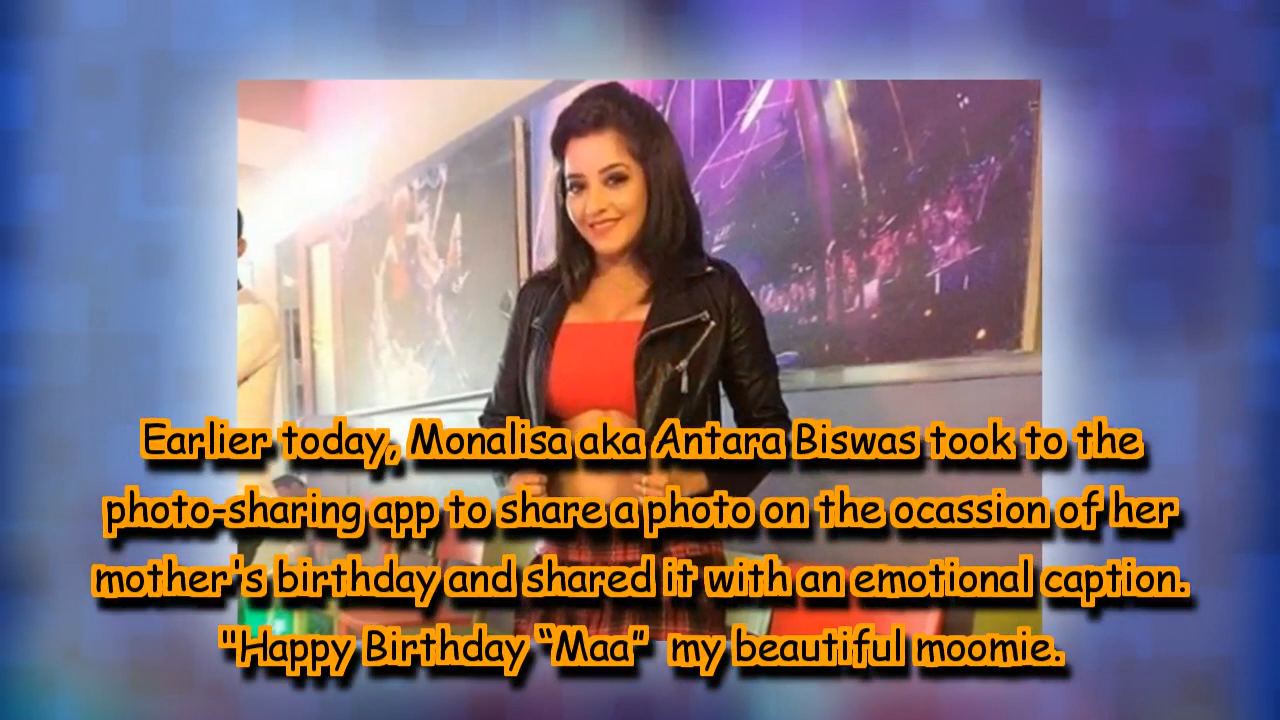 Earlier today, Monalisa aka Antara Biswas took to the
photo-sharing app to share a photo on the ocassion of her
mother's birthday and shared it with an emotional caption.
"Happy Birthday “Maa”  my beautiful moomie.